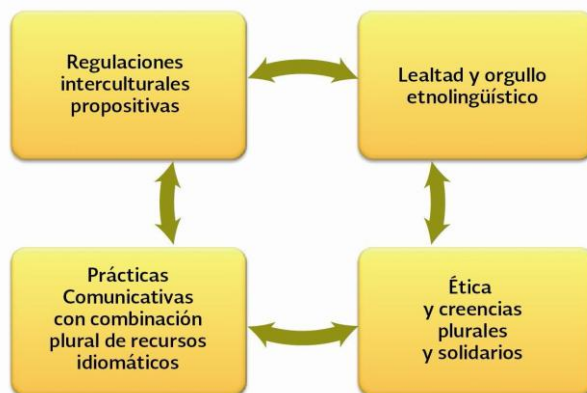 Regulaciones
interculturales
propositivas
Lealtad y orgullo
etnolingüístico
Prácticas
Comunicativas
con combinación
plural de recursos
idiomáticos
Ética
y creencias
plurales
y solidarios